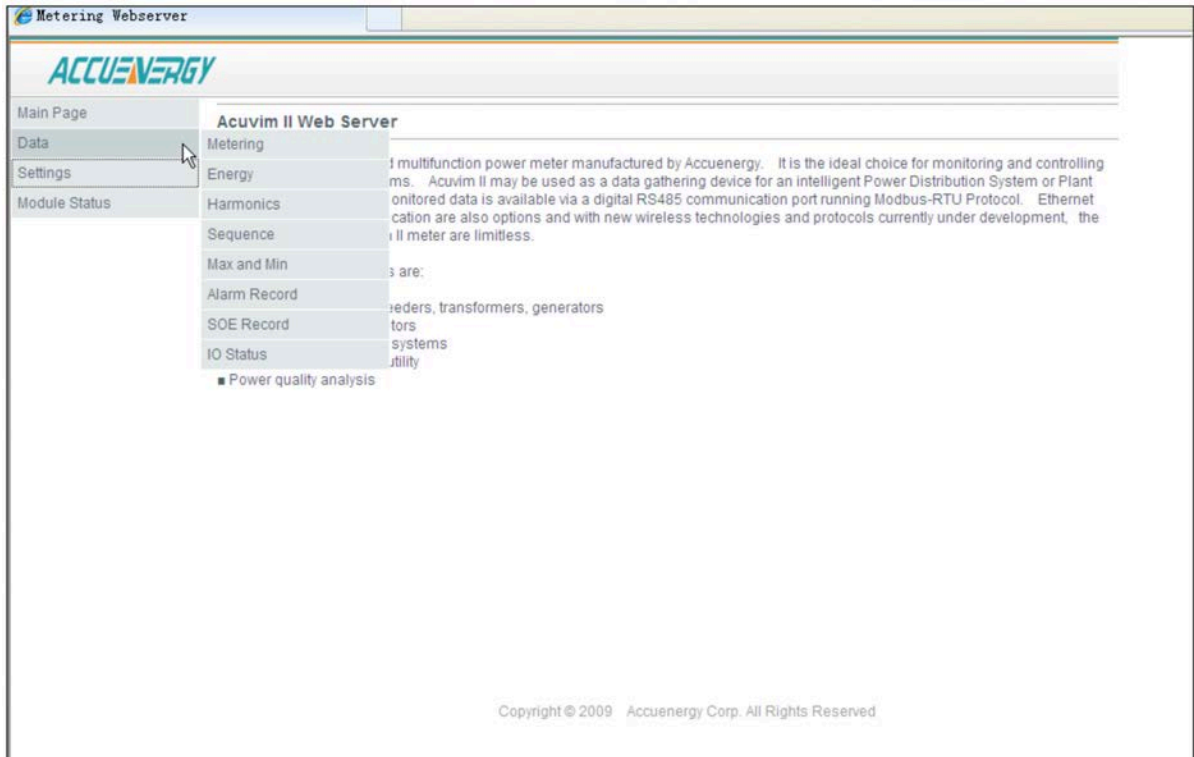 Metering Webserver
ACCUENERGY
Main Page
Data
Settings
Module Status
Acuvim II Web Server
Metering
Energy
Harmonics
Sequence
Max and Min
Alarm Record
SOE Record
IO Status
multifunction power meter manufactured by Accuenergy. It is the ideal choice for monitoring and controlling
ms. Acuvim II may be used as a data gathering device for an intelligent Power Distribution System or Plant
onitored data is available via a digital RS485 communication port running Modbus-RTU Protocol. Ethernet
cation are also options and with new wireless technologies and protocols currently under development, the
II meter are limitless.
s are:
eeders, transformers, generators
tors
systems
utility
■ Power quality analysis
Copyright © 2009 Accuenergy Corp. All Rights Reserved